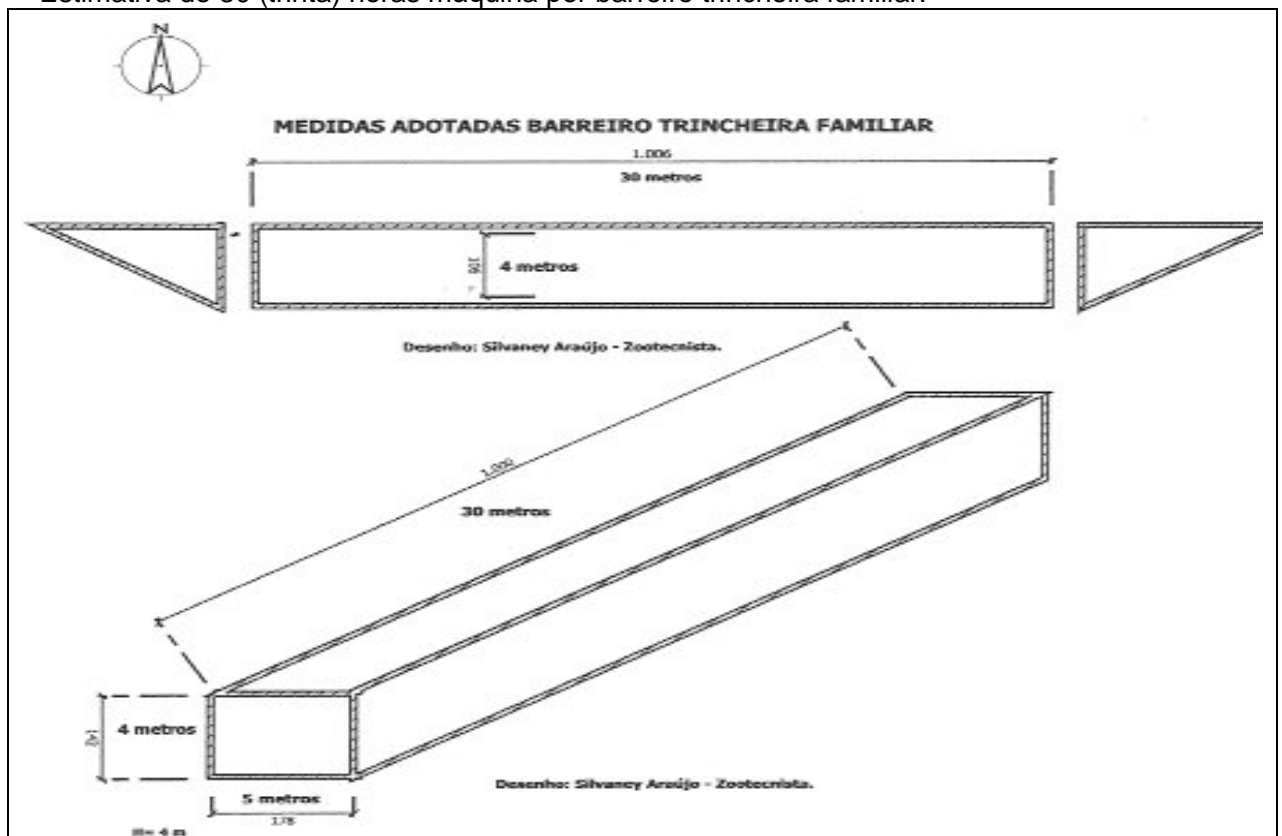 Estimativa de 30 (trinta) horas máquina por barreiro trincheira familiar.
N
MEDIDAS ADOTADAS BARREIRO TRINCHEIRA FAMILIAR
1.006
30 metros
4 metros
Desenho: Silvaney Araújo - Zootecnista.
1.000
30 metros
4 metros
142
Desenho: Silvaney Araújo - Zootecnista.
5 metros
178
H= 4 m